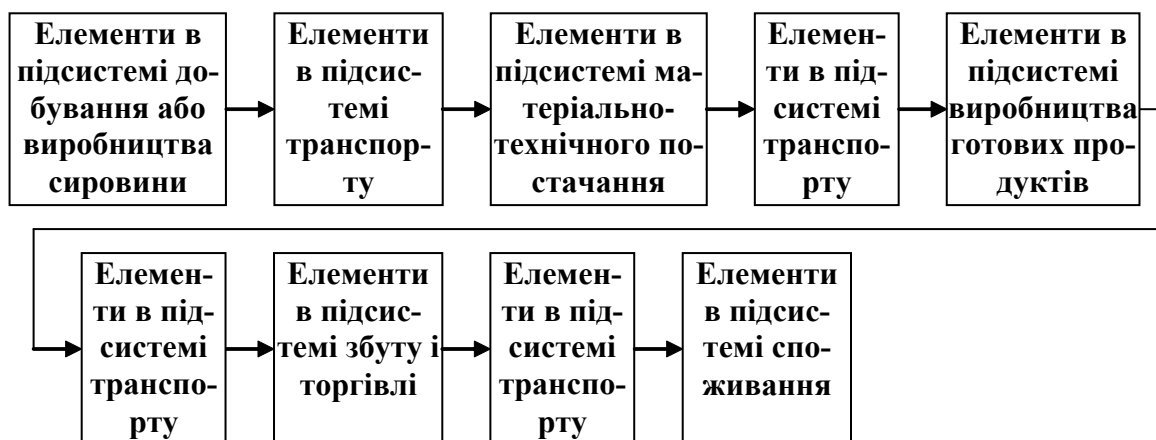 Елементи в
підсистемі до-
бування або
виробництва
сировини
Елементи
в підсис-
темі
транспор-
ту
Елементи в
підсистемі ма-
теріально-
технічного по-
стачання
Елемен-
ти в під-
системі
транспо-
рту
Елементи в
підсистемі
виробництва
готових про-
дуктів
Елемен-
ти в під-
системі
транспо-
рту
Елементи
в підсис-
темі збуту і
торгівлі
Елемен-
ти в під-
системі
транспо-
рту
Елементи
в підсис-
темі спо-
живання